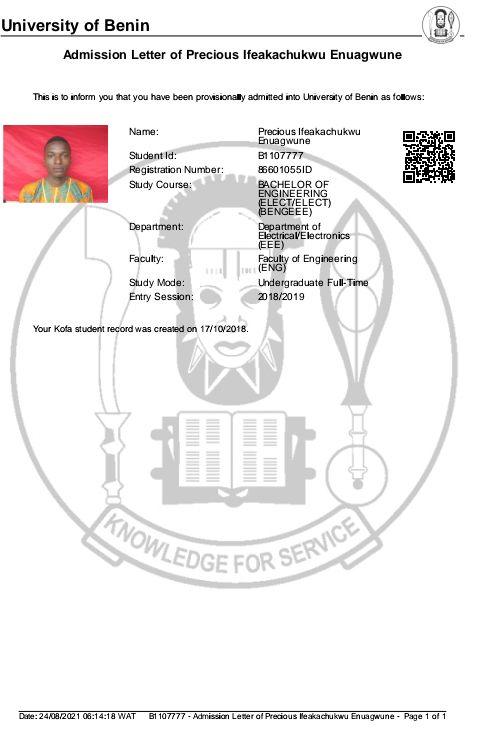 University of Benin
Admission Letter of Precious Ifeakachukwu Enuagwune
This is to inform you that you have been provisionally admitted into University of Benin as follows:
Name: Precious Ifeakachukwu
Enuagwune
Student Id: B1107777
Registration Number: 86601055ID
Study Course: BACHELOR OF
ENGINEERING
(ELECT/ELECT)
(BENGEEE)
Department: Department of
Electrical/Electronics
(EEE)
Faculty: Faculty of Engineering
(ENG)
Study Mode: Undergraduate Full-Time
Entry Session: 2018/2019
Your Kofa student record was created on 17/10/2018.
KNOWLEDGE FOR SERVICE
Date: 24/08/2021 06:14:18 WAT B1107777 - Admission Letter of Precious Ifeakachukwu Enuagwune - Page 1 of 1